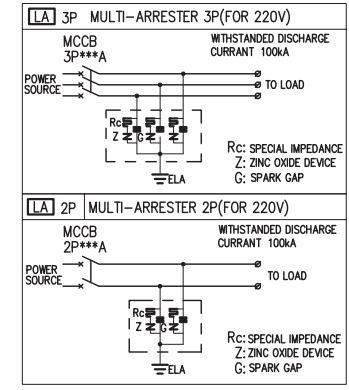 LA 3P MULTI-ARRESTER 3P(FOR 220V)
MCCB
3P***A
WITHSTANDED DISCHARGE
CURRANT 100kA
POWER
SOURCE
TO LOAD
Rc
Z
G
ELA
Rc: SPECIAL IMPEDANCE
Z: ZINC OXIDE DEVICE
G: SPARK GAP
LA 2P MULTI-ARRESTER 2P(FOR 220V)
MCCB
2P***A
WITHSTANDED DISCHARGE
CURRANT 100kA
POWER
SOURCE
TO LOAD
Rc
Z
G
ELA
Rc: SPECIAL IMPEDANCE
Z: ZINC OXIDE DEVICE
G: SPARK GAP